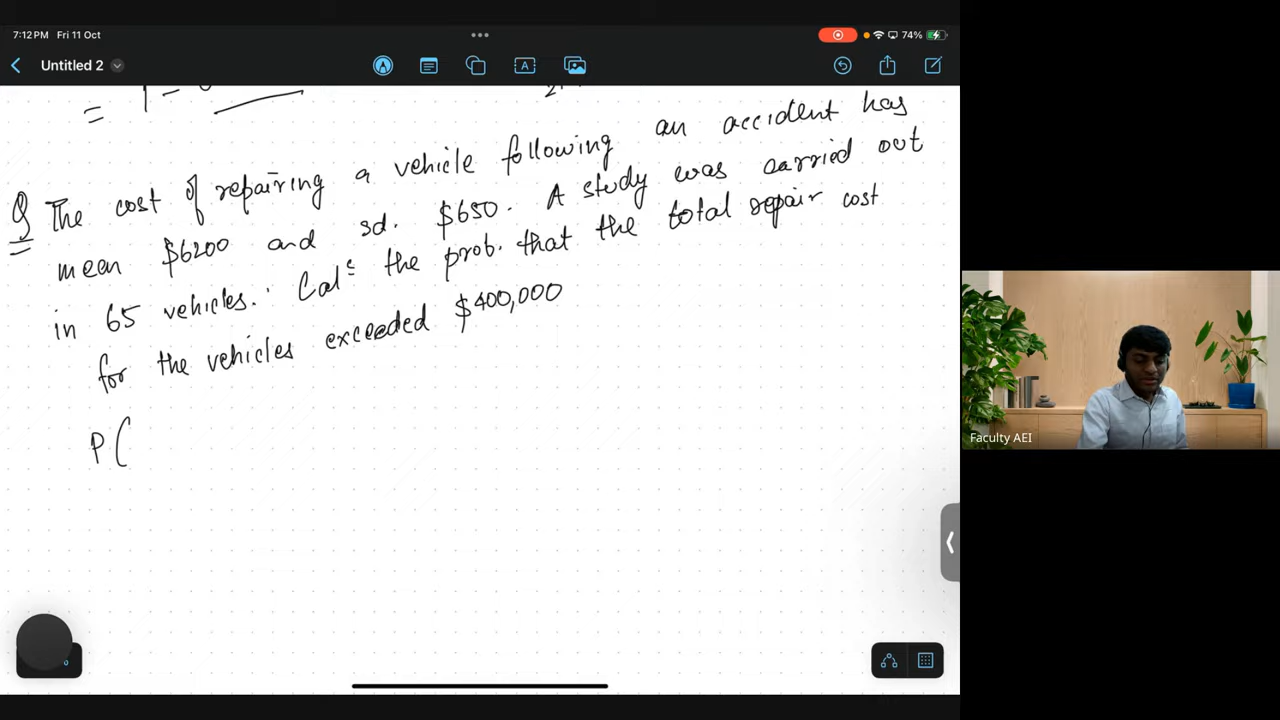 7:12 PM Fri 11 Oct
74%
Untitled 2
A
= 1 -
Q The cost of repairing a vehicle following an accident has
mean $6200 and sd. $650. A study was carried out
in 65 vehicles. Calc the prob. that the total repair cost
for the vehicles exceeded $400,000
P(
Faculty AEI